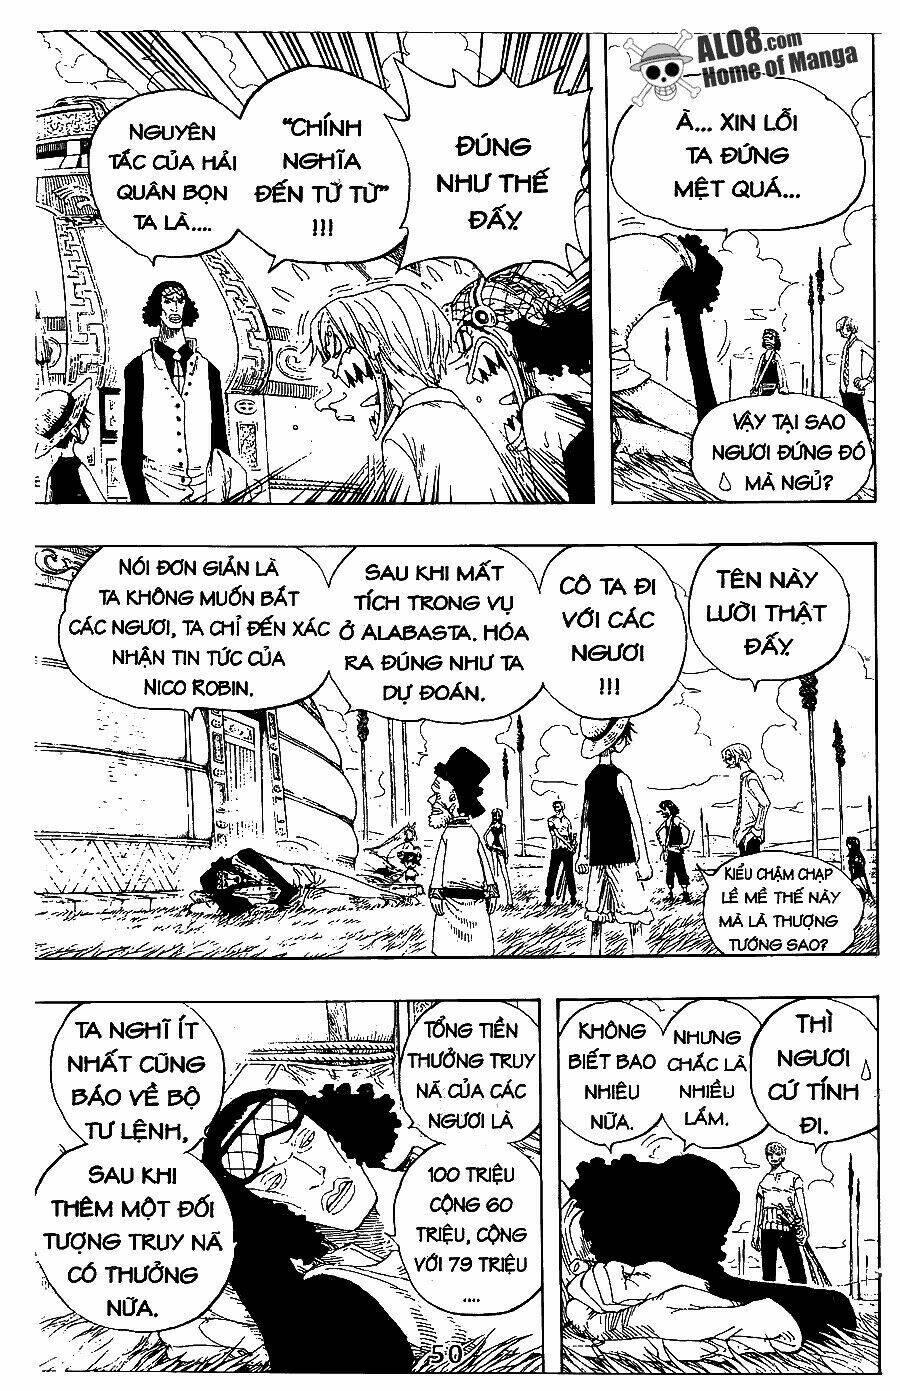 NGUYÊN
TẮC CỦA HẢI
QUÂN BỌN
TA LÀ....
“CHÍNH
NGHĨA
ĐẾN TỪ TỪ”
!!!
ĐÚNG
NHƯ THẾ
ĐẤY.
AL08.com
Home of Manga
À... XIN LỖI
TA ĐỨNG
MỆT QUÁ...
VẬY TẠI SAO
NGƯƠI ĐỨNG ĐÓ
MÀ NGỦ?
NÓI ĐƠN GIẢN LÀ
TA KHÔNG MUỐN BẮT
CÁC NGƯƠI, TA CHỈ ĐẾN XÁC
NHẬN TIN TỨC CỦA
NICO ROBIN.
SAU KHI MẤT
TÍCH TRONG VỤ
Ở ALABASTA. HÓA
RA ĐÚNG NHƯ TA
DỰ ĐOÁN.
CÔ TA ĐI
VỚI CÁC
NGƯƠI
!!!
TÊN NÀY
LƯỜI THẬT
ĐẤY.
KIỂU CHẬM CHẠP
LỀ MỀ THẾ NÀY
MÀ LÀ THƯỢNG
TƯỚNG SAO?
TA NGHĨ ÍT
NHẤT CŨNG
BÁO VỀ BỘ
TƯ LỆNH,
SAU KHI
THÊM MỘT ĐỐI
TƯỢNG TRUY NÃ
CÓ THƯỞNG
NỮA.
TỔNG TIỀN
THƯỞNG TRUY
NÃ CỦA CÁC
NGƯƠI LÀ
100 TRIỆU
CỘNG 60
TRIỆU, CỘNG
VỚI 79 TRIỆU
....
KHÔNG
BIẾT BAO
NHIÊU
NỮA.
NHƯNG
CHẮC LÀ
NHIỀU
LẮM.
THÌ
NGƯƠI
CỨ TÍNH
ĐI.
50